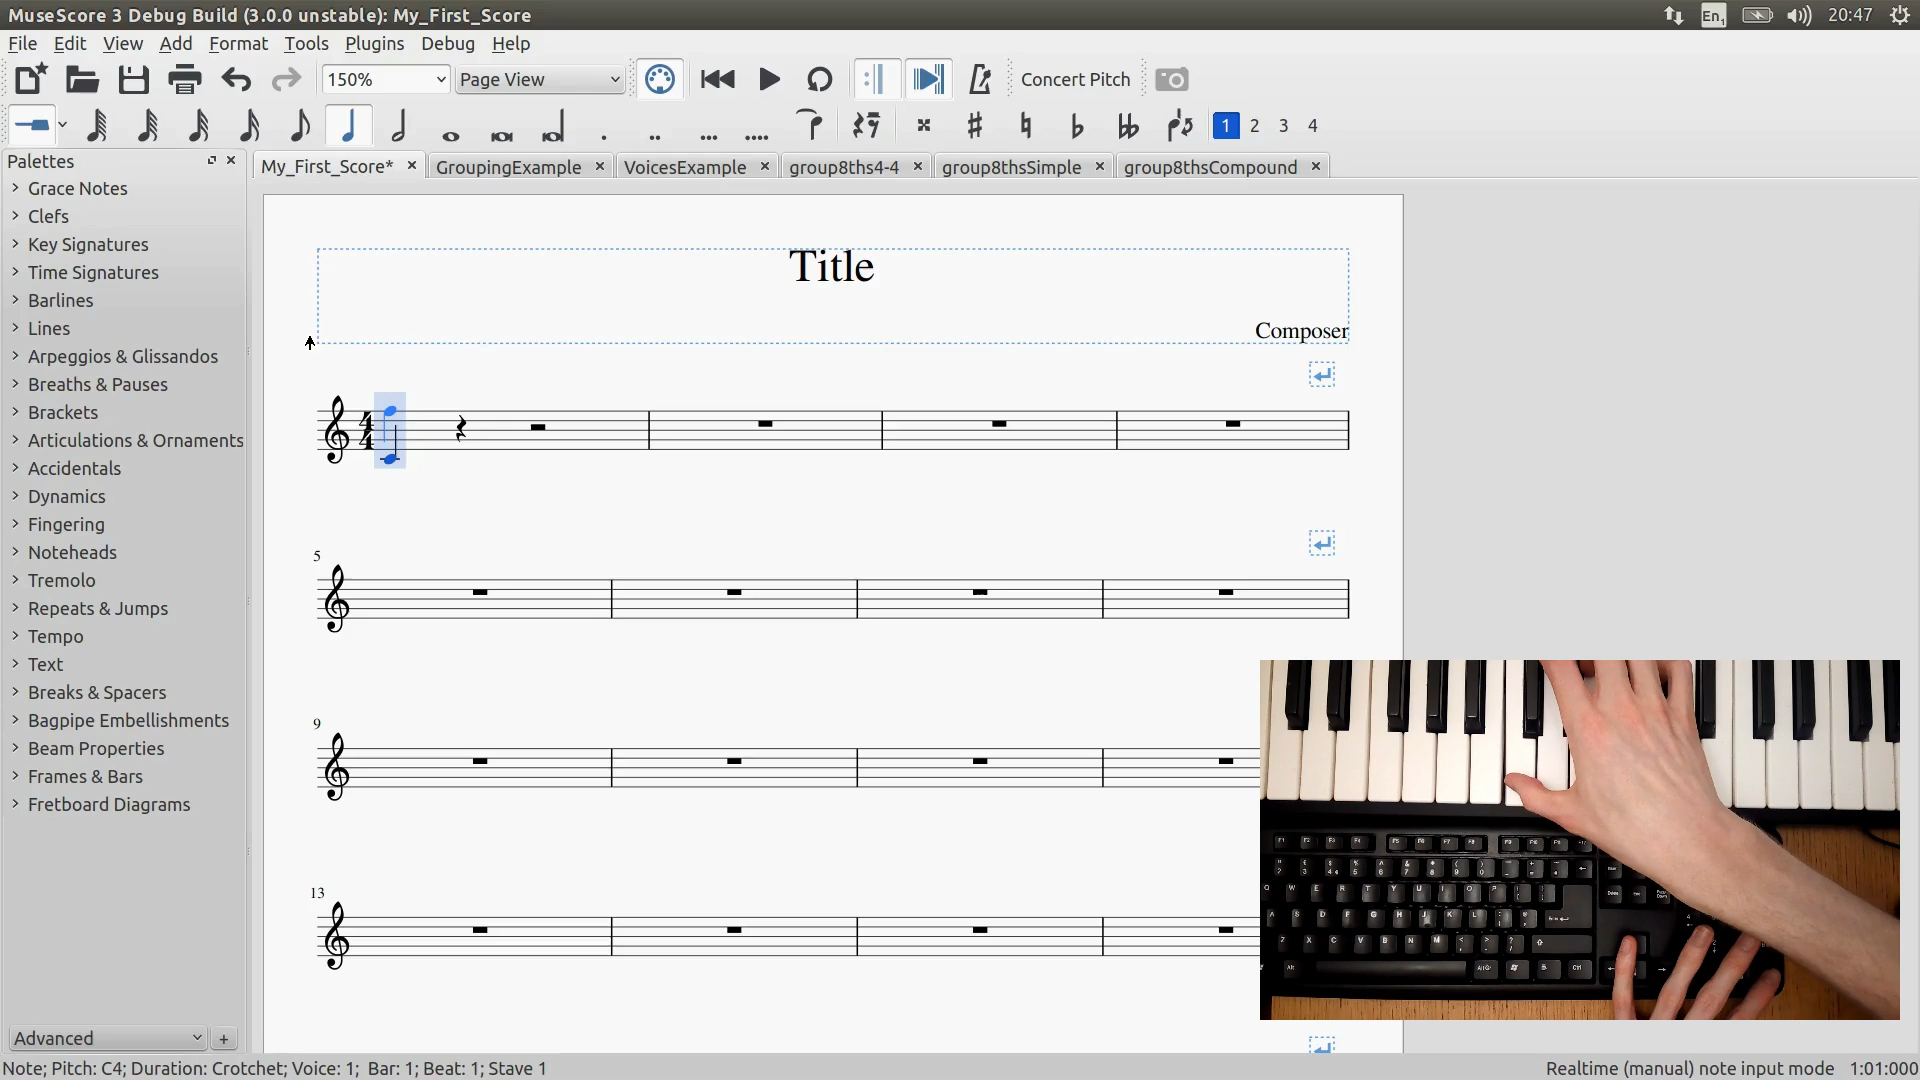 MuseScore 3 Debug Build (3.0.0 unstable): My_First_Score
En1 20:47
File Edit View Add Format Tools Plugins Debug Help
150% Page View Concert Pitch
1 2 3 4
Palettes
My_First_Score* GroupingExample VoicesExample group8ths4-4 group8thsSimple group8thsCompound
Grace Notes
Clefs
Key Signatures
Time Signatures
Barlines
Lines
Arpeggios & Glissandos
Breaths & Pauses
Brackets
Articulations & Ornaments
Accidentals
Dynamics
Fingering
Noteheads
Tremolo
Repeats & Jumps
Tempo
Text
Breaks & Spacers
Bagpipe Embellishments
Beam Properties
Frames & Bars
Fretboard Diagrams
Advanced +
Title
Composer
4
4
5
9
13
Note; Pitch: C4; Duration: Crotchet; Voice: 1; Bar: 1; Beat: 1; Stave 1
Realtime (manual) note input mode 1:01:000